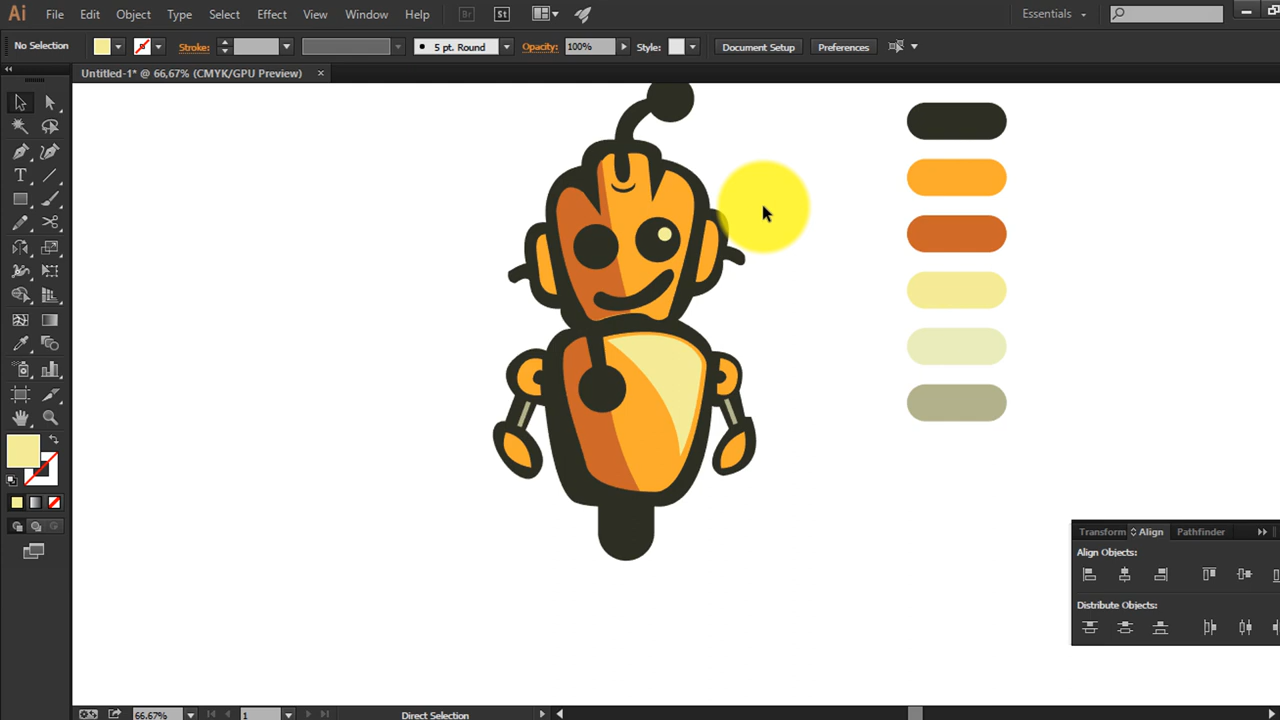 Ai File Edit Object Type Select Effect View Window Help Br St Essentials
No Selection Stroke: 5 pt. Round Opacity: 100% Style: Document Setup Preferences
Untitled-1* @ 66,67% (CMYK/GPU Preview) ×
Transform Align Pathfinder
Align Objects:
Distribute Objects:
66.67% 1 Direct Selection